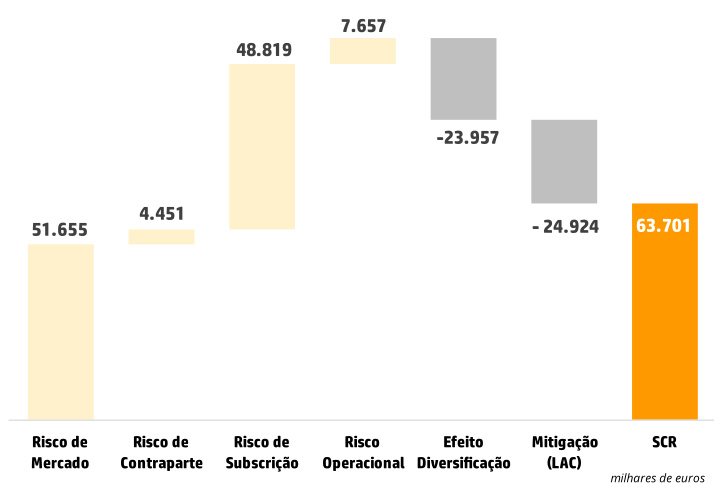 7.657
48.819
-23.957
4.451
51.655
- 24.924
63.701
Risco de
Mercado
Risco de
Contraparte
Risco de
Subscrição
Risco
Operacional
Efeito
Diversificação
Mitigação
(LAC)
SCR
milhares de euros